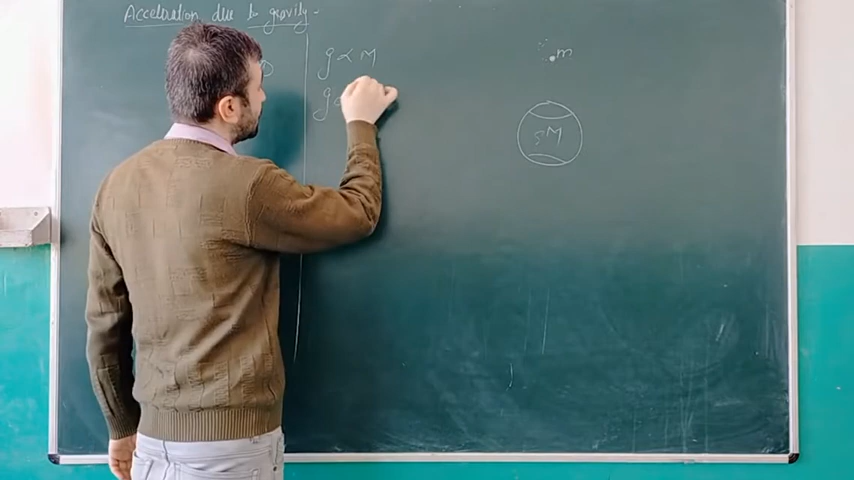 Acceleration due to gravity -
g ∝ M
g ∝
m
M